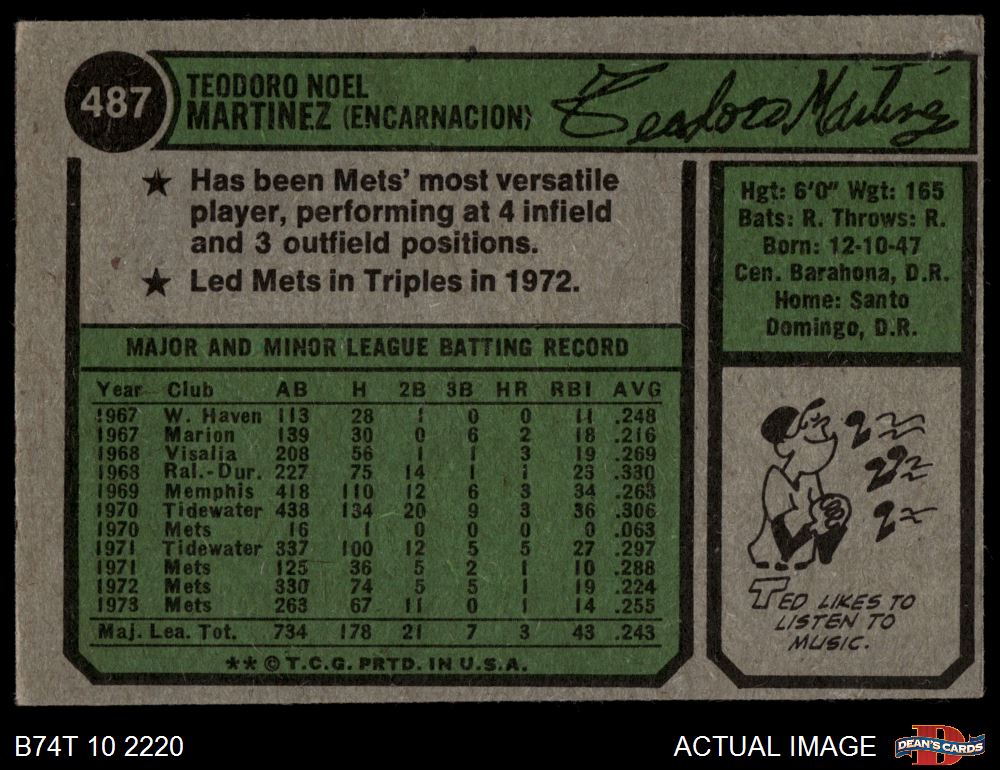 487
TEODORO NOEL
MARTINEZ (ENCARNACION)
Teodoro Martinez
★ Has been Mets' most versatile
player, performing at 4 infield
and 3 outfield positions.
★ Led Mets in Triples in 1972.
Hgt: 6'0" Wgt: 165
Bats: R. Throws: R.
Born: 12-10-47
Cen. Barahona, D.R.
Home: Santo
Domingo, D.R.
MAJOR AND MINOR LEAGUE BATTING RECORD
Year Club AB H 2B 3B HR RBI AVG
1967 W. Haven 113 28 1 0 0 11 .248
1967 Marion 139 30 0 6 2 18 .216
1968 Visalia 208 56 1 1 3 19 .269
1968 Ral.-Dur. 227 75 14 1 1 23 .330
1969 Memphis 418 110 12 6 3 34 .263
1970 Tidewater 438 134 20 9 3 36 .306
1970 Mets 16 1 0 0 0 0 .063
1971 Tidewater 337 100 12 5 5 27 .297
1971 Mets 125 36 5 2 1 10 .288
1972 Mets 330 74 5 5 1 19 .224
1973 Mets 263 67 11 0 1 14 .255
Maj. Lea. Tot. 734 178 21 7 3 43 .243
** © T.C.G. PRTD. IN U.S.A.
TED LIKES TO
LISTEN TO
MUSIC.
B74T 10 2220
ACTUAL IMAGE
D
DEAN'S CARDS